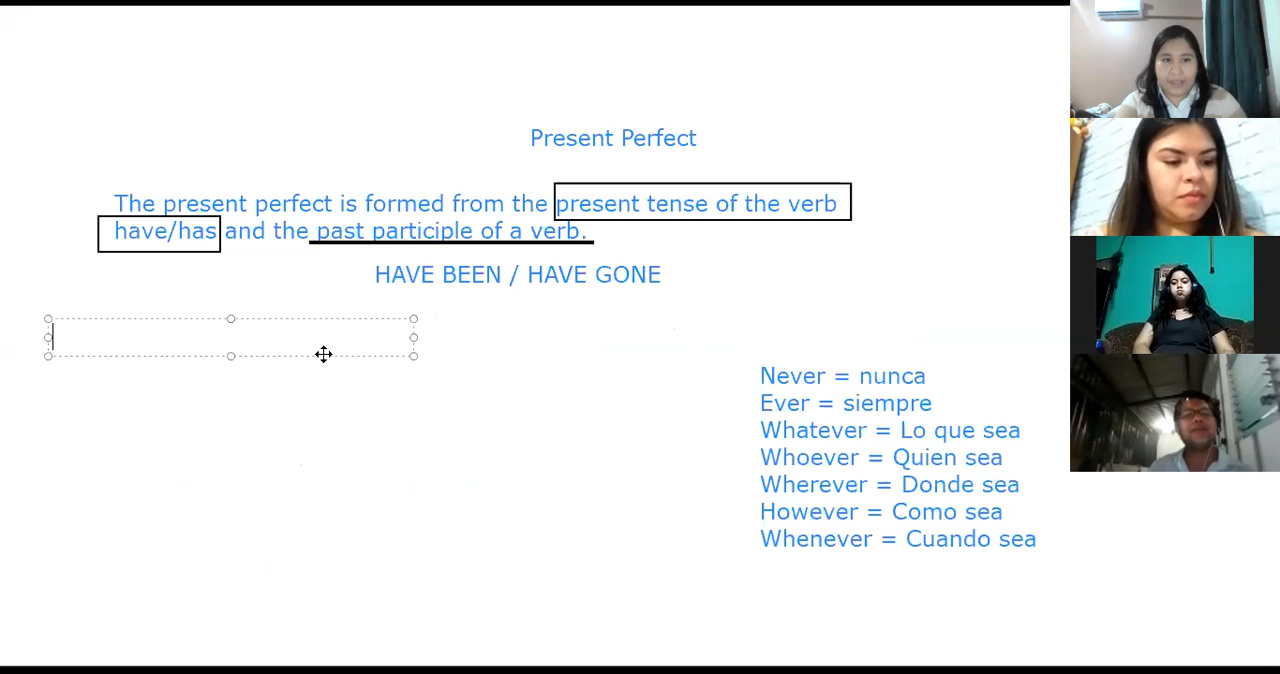 Present Perfect
The present perfect is formed from the present tense of the verb
have/has and the past participle of a verb.
HAVE BEEN / HAVE GONE
Never = nunca
Ever = siempre
Whatever = Lo que sea
Whoever = Quien sea
Wherever = Donde sea
However = Como sea
Whenever = Cuando sea